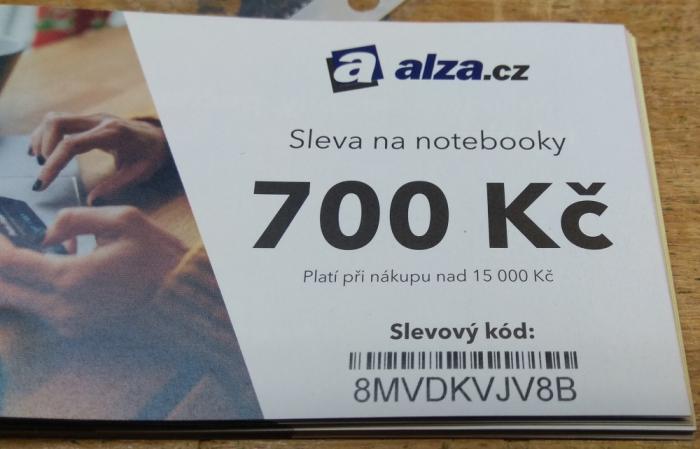 a alza.cz
Sleva na notebooky
700 Kč
Platí při nákupu nad 15 000 Kč
Slevový kód:
8MVDKVJV8B